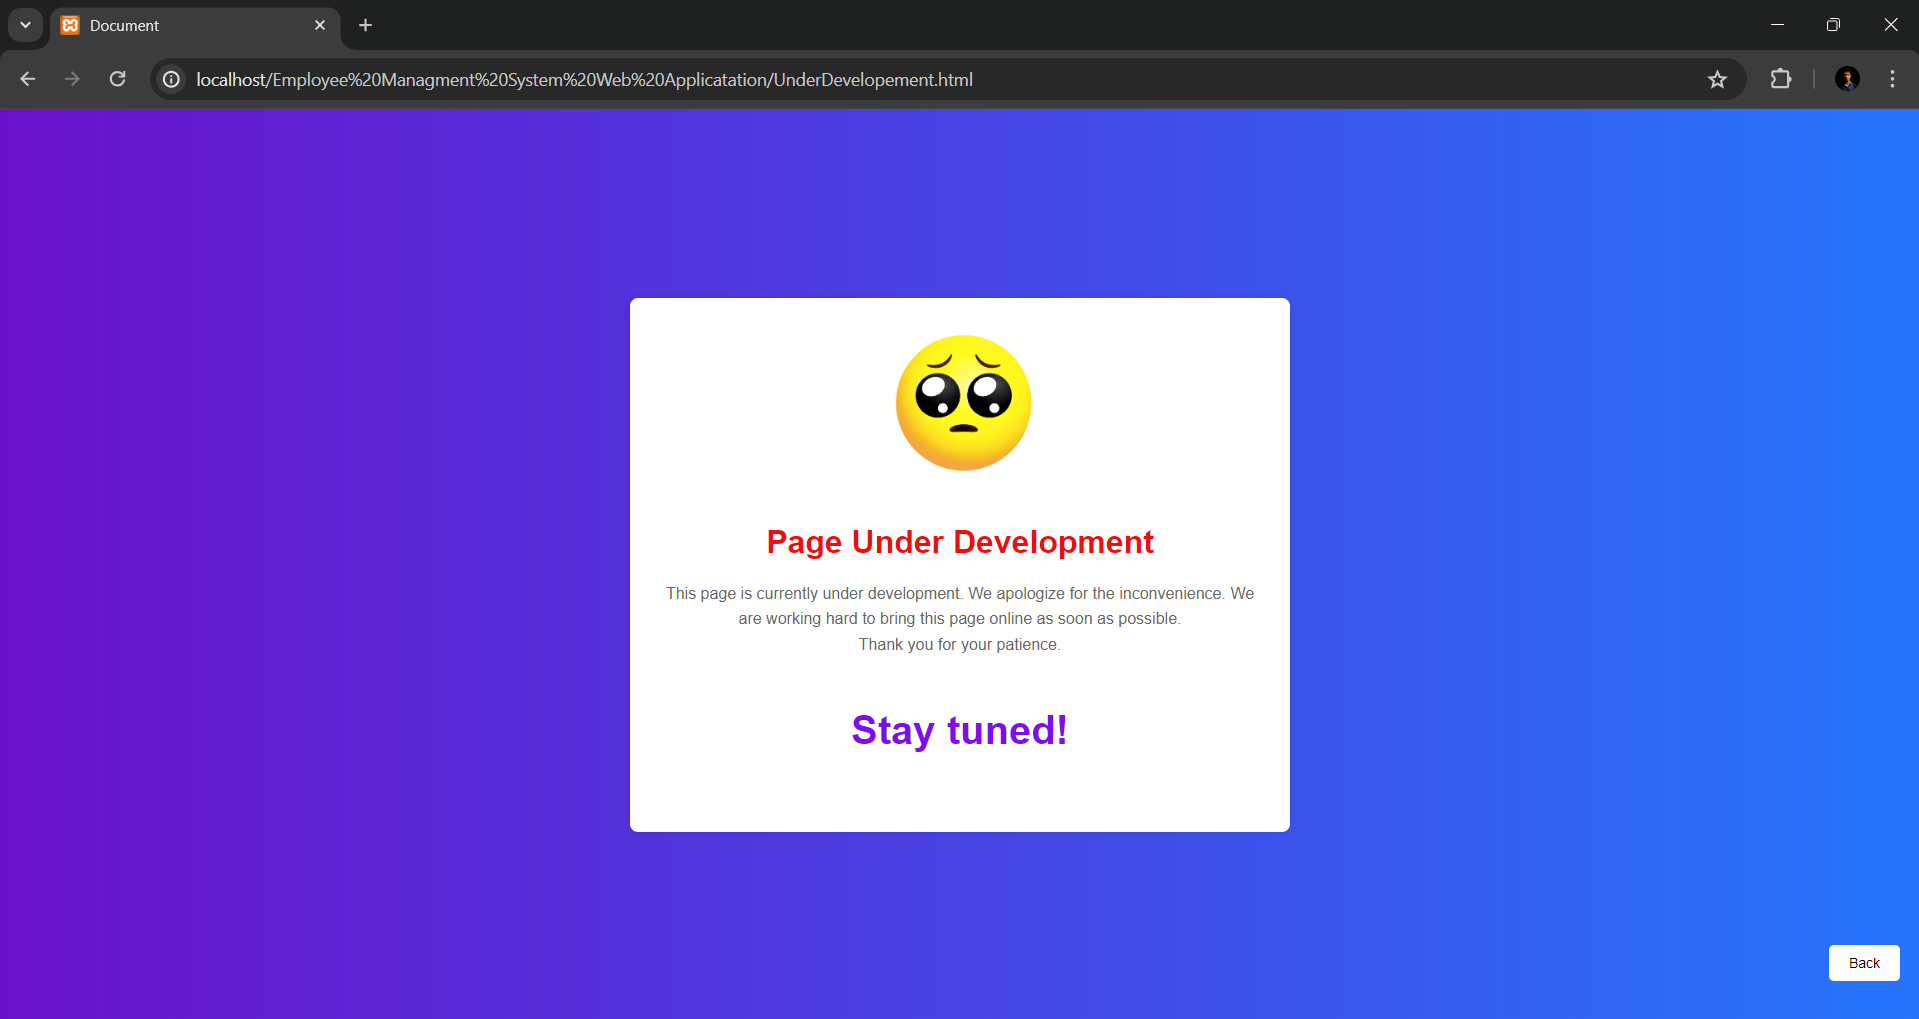 Document
localhost/Employee%20Managment%20System%20Web%20Applicatation/UnderDevelopement.html
Page Under Development
This page is currently under development. We apologize for the inconvenience. We
are working hard to bring this page online as soon as possible.
Thank you for your patience.
Stay tuned!
Back